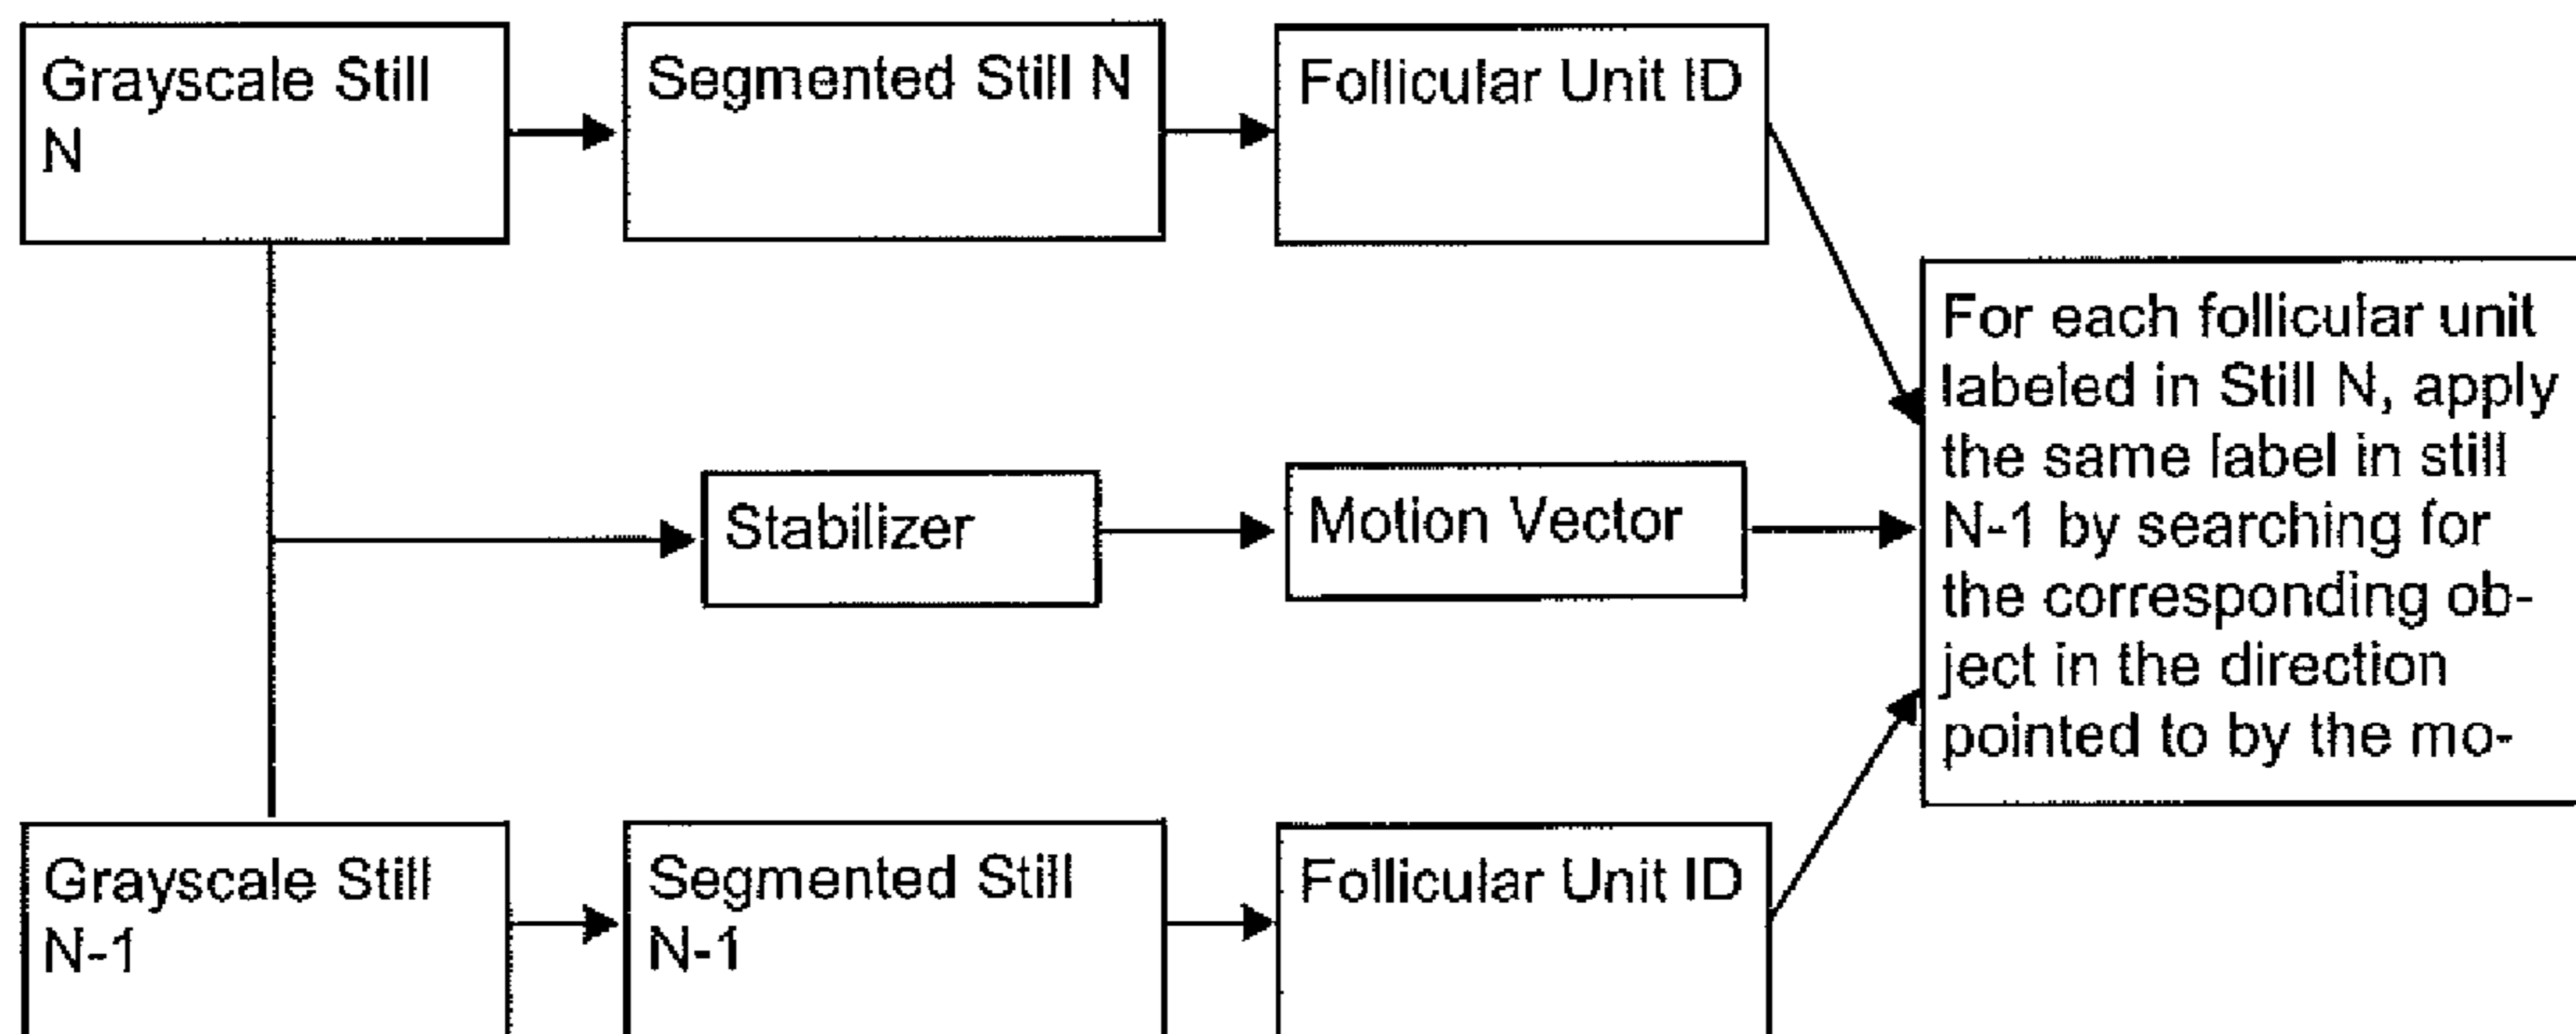 Grayscale Still
N
Segmented Still N
Follicular Unit ID
For each follicular unit
labeled in Still N, apply
the same label in still
N-1 by searching for
the corresponding ob-
ject in the direction
pointed to by the mo-
Stabilizer
Motion Vector
Grayscale Still
N-1
Segmented Still
N-1
Follicular Unit ID